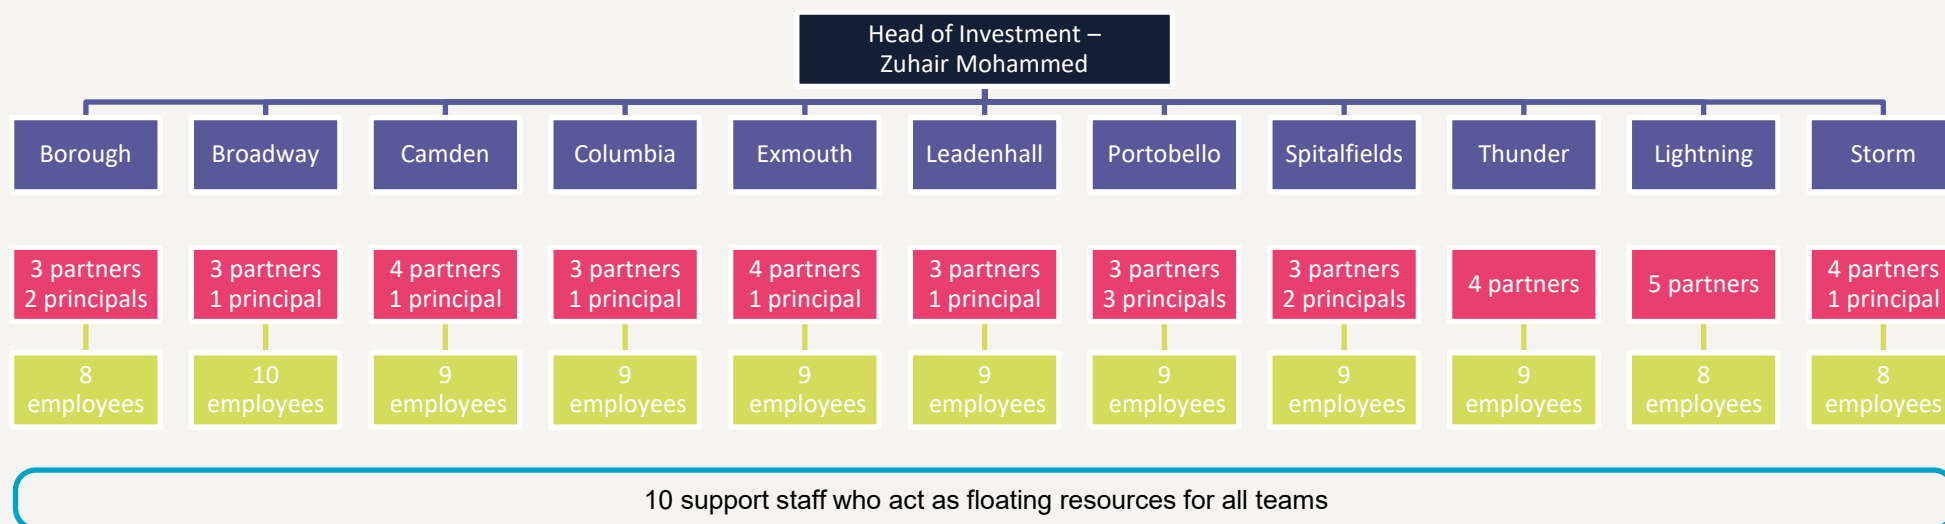 Head of Investment –
Zuhair Mohammed
Borough
Broadway
Camden
Columbia
Exmouth
Leadenhall
Portobello
Spitalfields
Thunder
Lightning
Storm
3 partners
2 principals
3 partners
1 principal
4 partners
1 principal
3 partners
1 principal
4 partners
1 principal
3 partners
1 principal
3 partners
3 principals
3 partners
2 principals
4 partners
5 partners
4 partners
1 principal
8
employees
10
employees
9
employees
9
employees
9
employees
9
employees
9
employees
9
employees
9
employees
8
employees
8
employees
10 support staff who act as floating resources for all teams